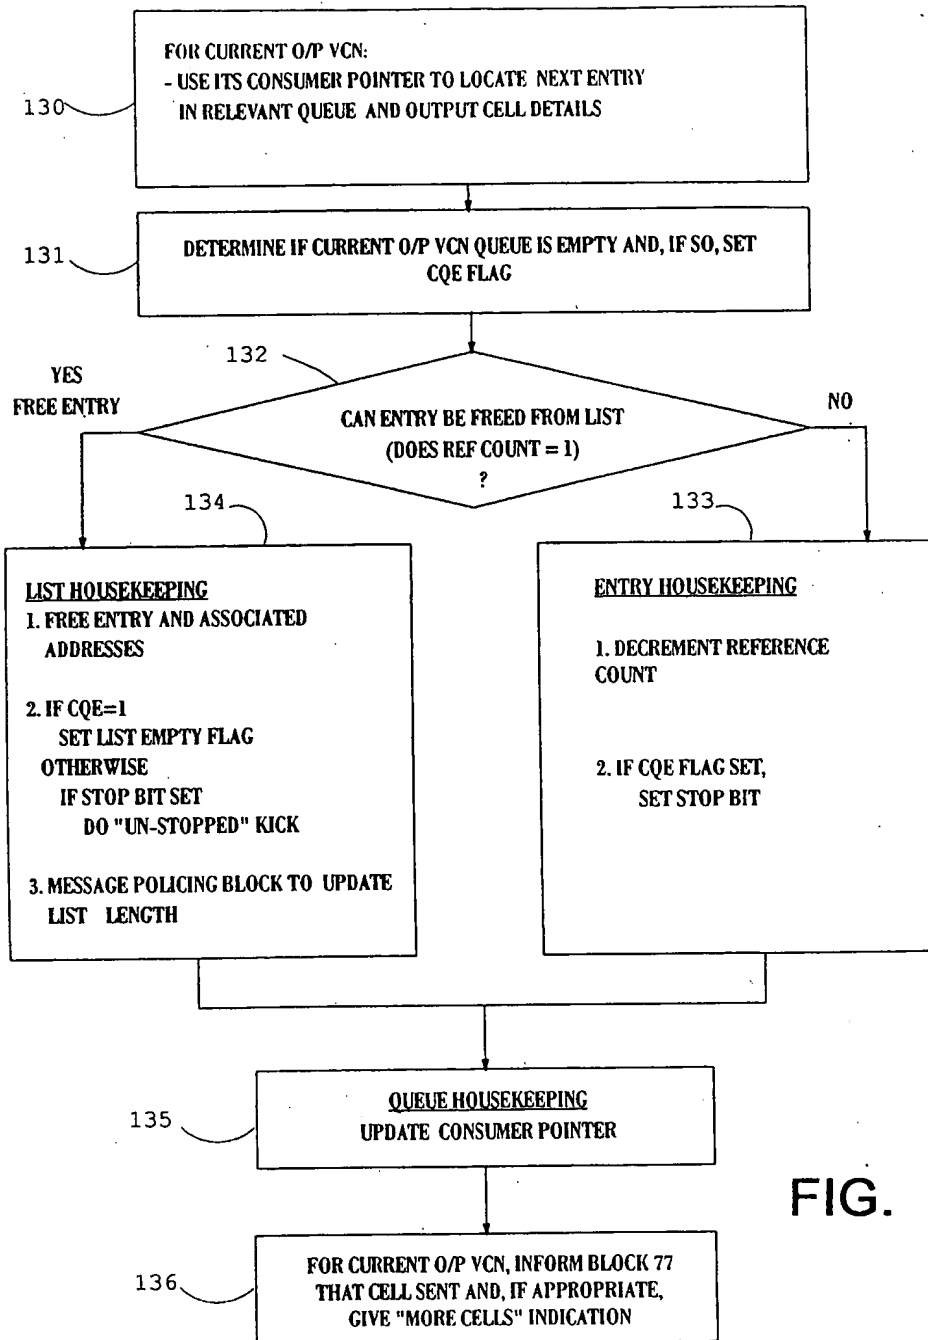 FOR CURRENT O/P VCN:
- USE ITS CONSUMER POINTER TO LOCATE NEXT ENTRY
IN RELEVANT QUEUE AND OUTPUT CELL DETAILS
130
DETERMINE IF CURRENT O/P VCN QUEUE IS EMPTY AND, IF SO, SET
CQE FLAG
131
132
YES
FREE ENTRY
CAN ENTRY BE FREED FROM LIST
(DOES REF COUNT = 1)
?
NO
134
133
LIST HOUSEKEEPING
1. FREE ENTRY AND ASSOCIATED
ADDRESSES
2. IF CQE=1
SET LIST EMPTY FLAG
OTHERWISE
IF STOP BIT SET
DO "UN-STOPPED" KICK
3. MESSAGE POLICING BLOCK TO UPDATE
LIST LENGTH
ENTRY HOUSEKEEPING
1. DECREMENT REFERENCE
COUNT
2. IF CQE FLAG SET,
SET STOP BIT
QUEUE HOUSEKEEPING
UPDATE CONSUMER POINTER
135
FIG.
FOR CURRENT O/P VCN, INFORM BLOCK 77
THAT CELL SENT AND, IF APPROPRIATE,
GIVE "MORE CELLS" INDICATION
136